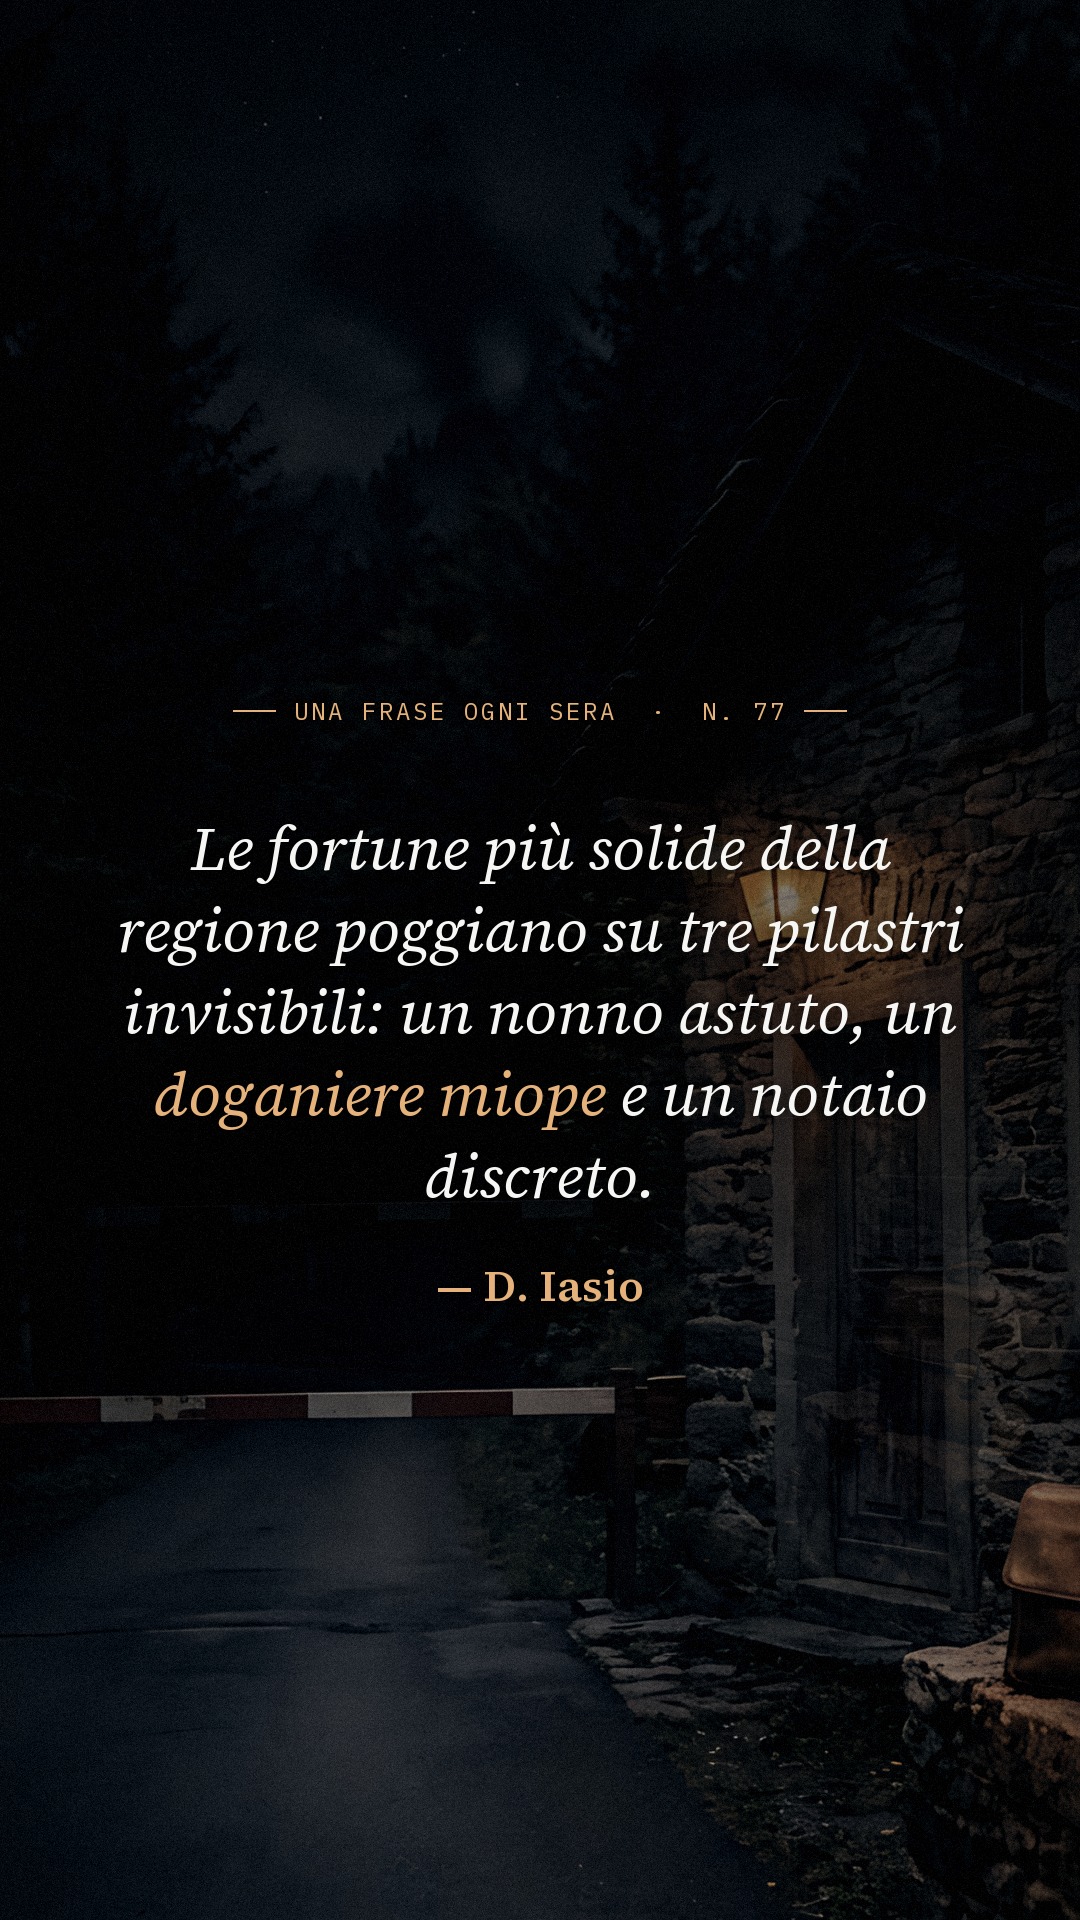 UNA FRASE OGNI SERA · N. 77
Le fortune più solide della
regione poggiano su tre pilastri
invisibili: un nonno astuto, un
doganiere miope e un notaio
discreto.
— D. Iasio